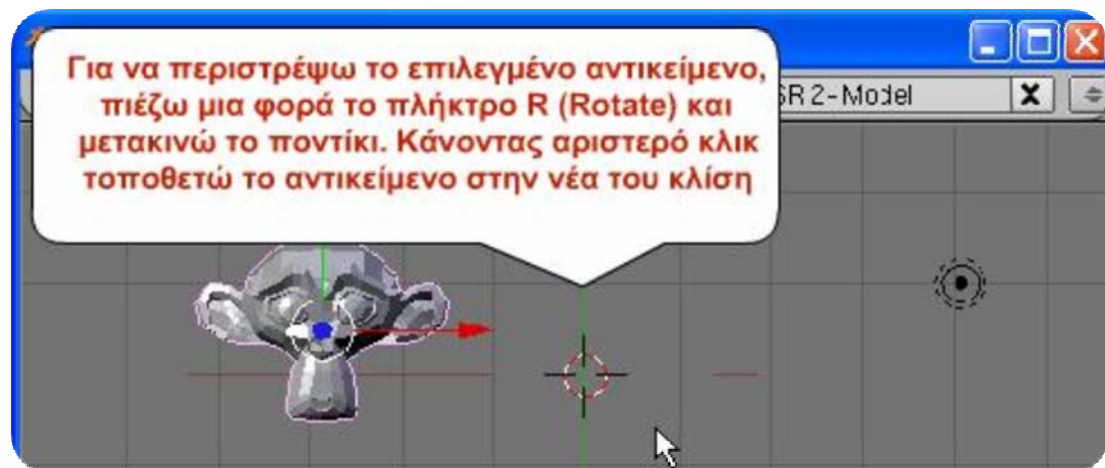 Για να περιστρέψω το επιλεγμένο αντικείμενο,
πιέζω μια φορά το πλήκτρο R (Rotate) και
μετακινώ το ποντίκι. Κάνοντας αριστερό κλικ
τοποθετώ το αντικείμενο στην νέα του κλίση
SR 2-Model